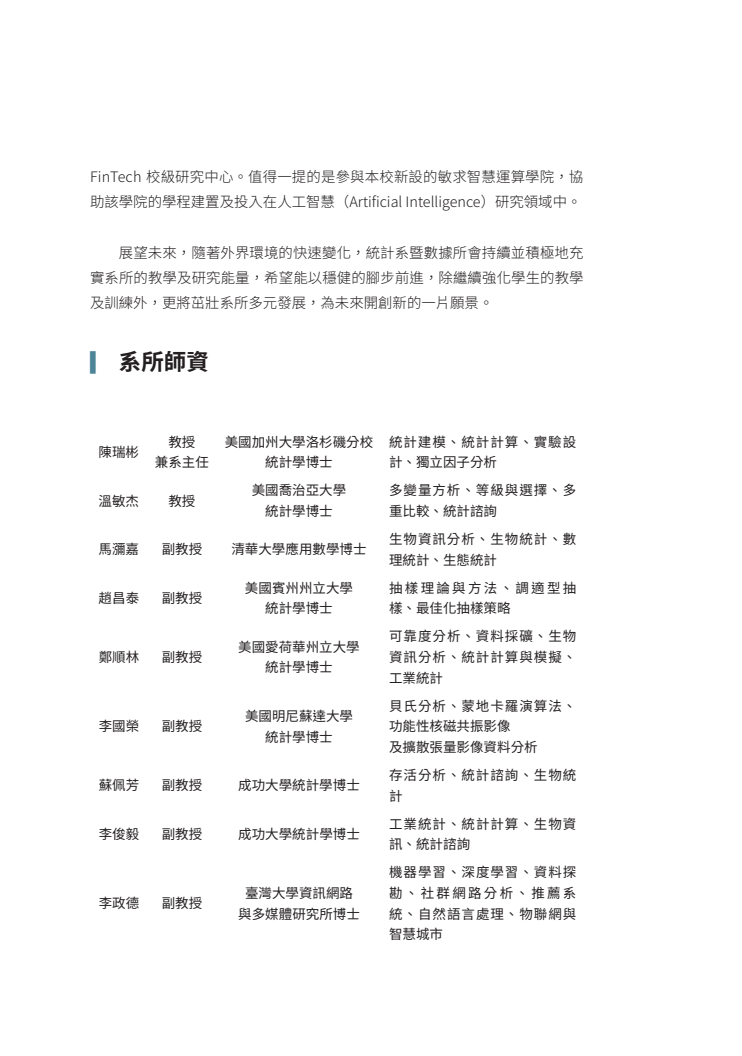 FinTech 校級研究中心。值得一提的是參與本校新設的敏求智慧運算學院，協
助該學院的學程建置及投入在人工智慧（Artificial Intelligence）研究領域中。
展望未來，隨著外界環境的快速變化，統計系暨數據所會持續並積極地充
實系所的教學及研究能量，希望能以穩健的腳步前進，除繼續強化學生的教學
及訓練外，更將茁壯系所多元發展，為未來開創新的一片願景。
系所師資
陳瑞彬
教授
兼系主任
美國加州大學洛杉磯分校
統計學博士
統計建模、統計計算、實驗設
計、獨立因子分析
溫敏杰
教授
美國喬治亞大學
統計學博士
多變量方析、等級與選擇、多
重比較、統計諮詢
馬瀰嘉
副教授
清華大學應用數學博士
生物資訊分析、生物統計、數
理統計、生態統計
趙昌泰
副教授
美國賓州州立大學
統計學博士
抽樣理論與方法、調適型抽
樣、最佳化抽樣策略
鄭順林
副教授
美國愛荷華州立大學
統計學博士
可靠度分析、資料採礦、生物
資訊分析、統計計算與模擬、
工業統計
李國榮
副教授
美國明尼蘇達大學
統計學博士
貝氏分析、蒙地卡羅演算法、
功能性核磁共振影像
及擴散張量影像資料分析
蘇佩芳
副教授
成功大學統計學博士
存活分析、統計諮詢、生物統
計
李俊毅
副教授
成功大學統計學博士
工業統計、統計計算、生物資
訊、統計諮詢
李政德
副教授
臺灣大學資訊網路
與多媒體研究所博士
機器學習、深度學習、資料探
勘、社群網路分析、推薦系
統、自然語言處理、物聯網與
智慧城市